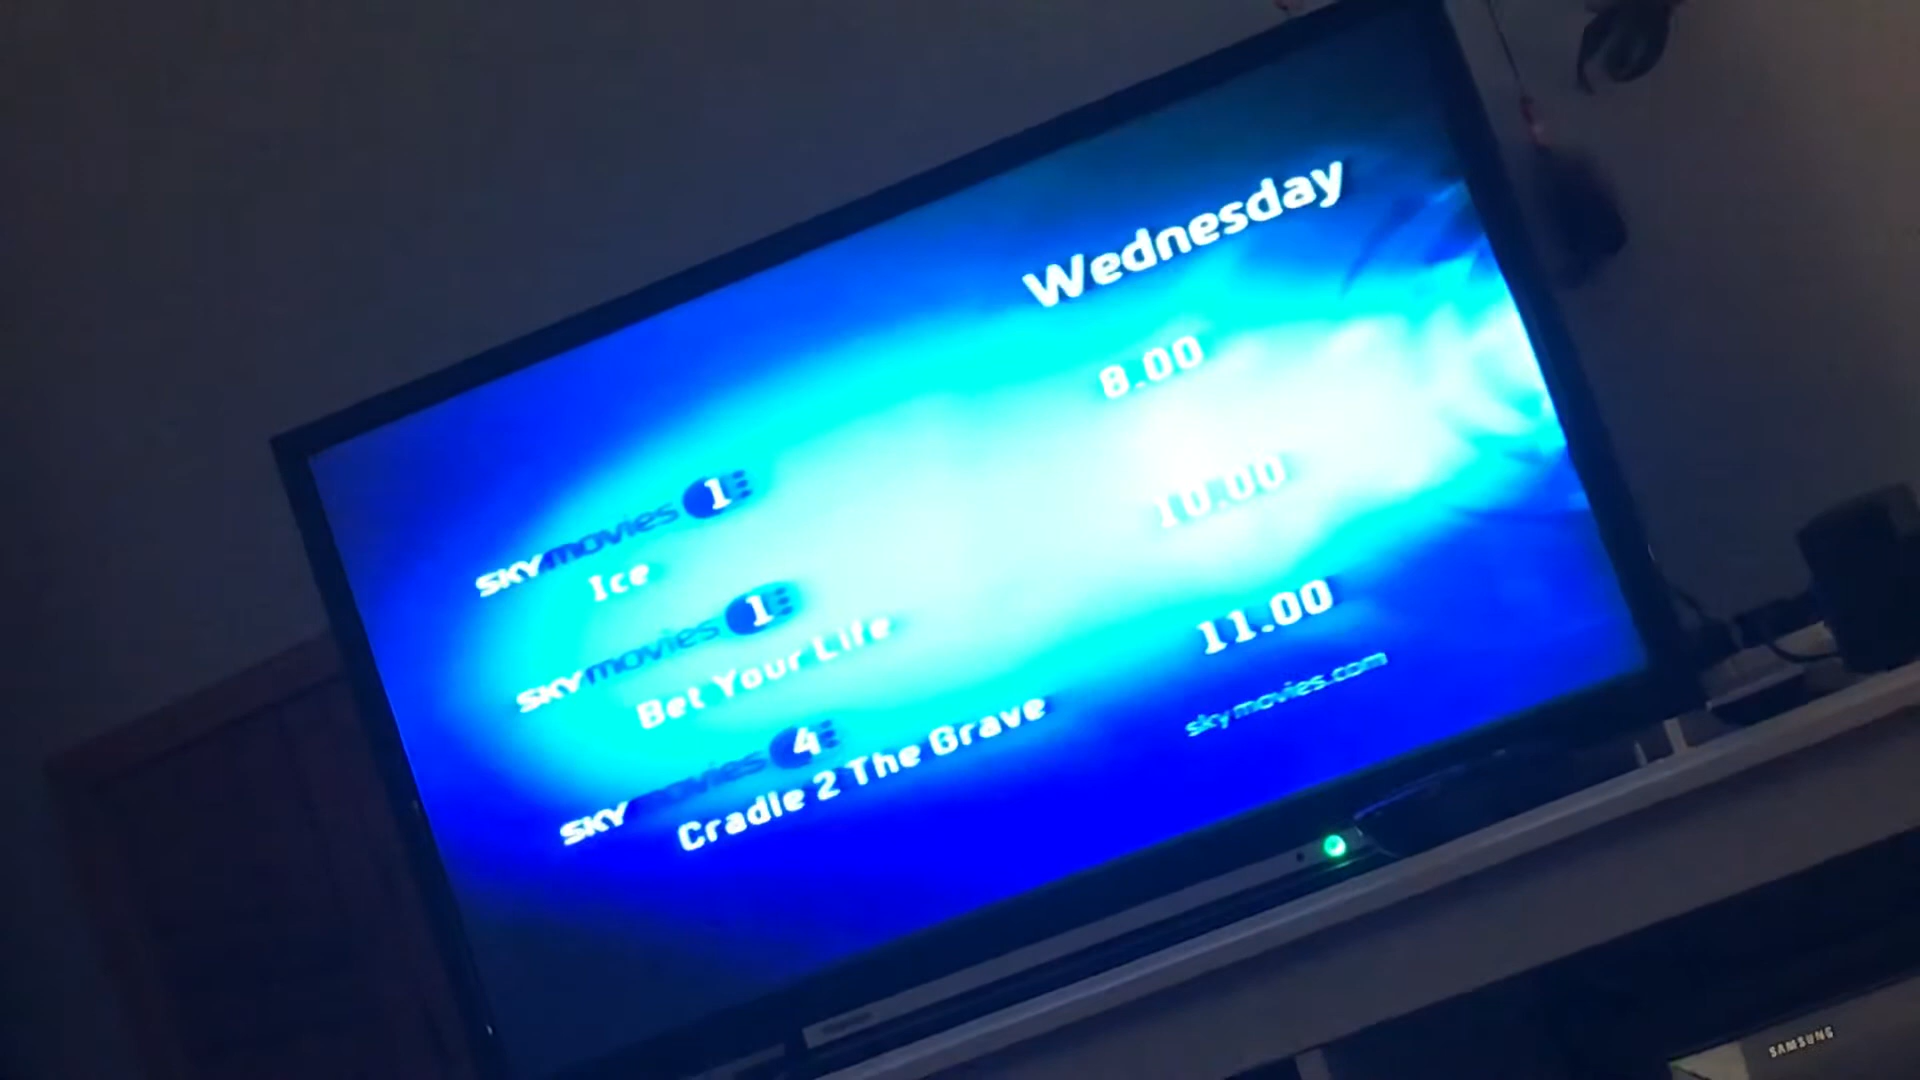 Wednesday
SKY movies 1 8.00
Ice
SKY movies 1 10.00
Bet Your Life
SKY movies 4 11.00
Cradle 2 The Grave
skymovies.com
SAMSUNG